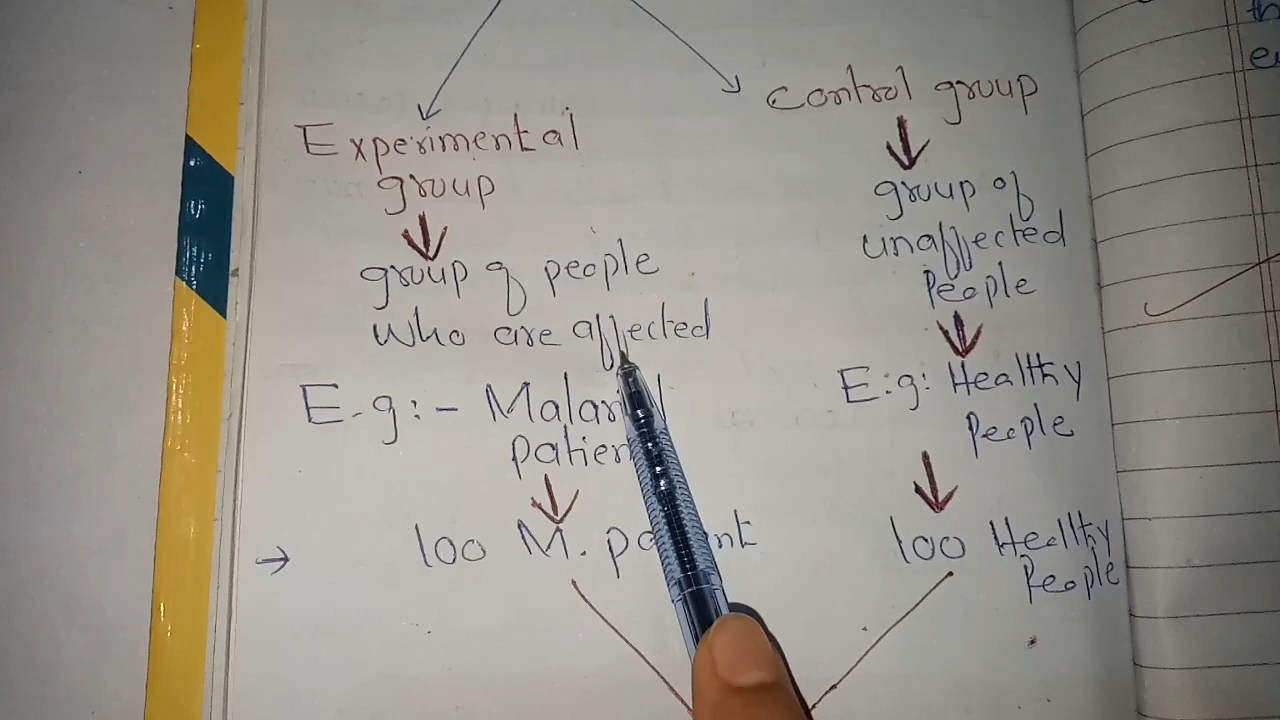 Experimental
group
group of people
who are affected
E.g:- Malarial
patient
→ 100 M. patient
Control group
group of
unaffected
People
E.g: Healthy
People
100 Healthy
People